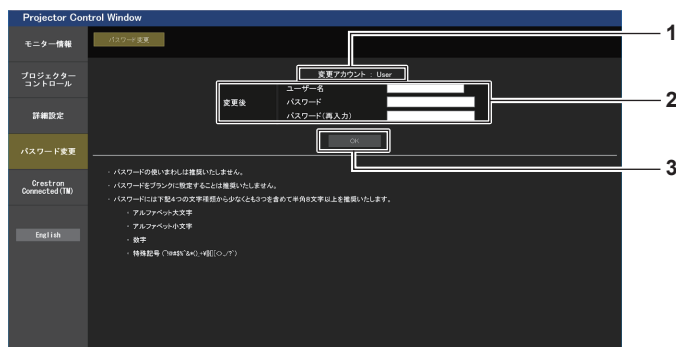 Projector Control Window
モニター情報
パスワード変更
1
変更アカウント : User
プロジェクター
コントロール
ユーザー名
変更後
パスワード
2
パスワード(再入力)
詳細設定
OK
パスワード変更
3
・パスワードの使いまわしは推奨いたしません。
・パスワードをブランクに設定することは推奨いたしません。
・パスワードには下記4つの文字種類から少なくとも3つを含めて半角8文字以上を推奨いたします。
Crestron
Connected(TM)
・アルファベット大文字
・アルファベット小文字
・数字
English
・特殊記号